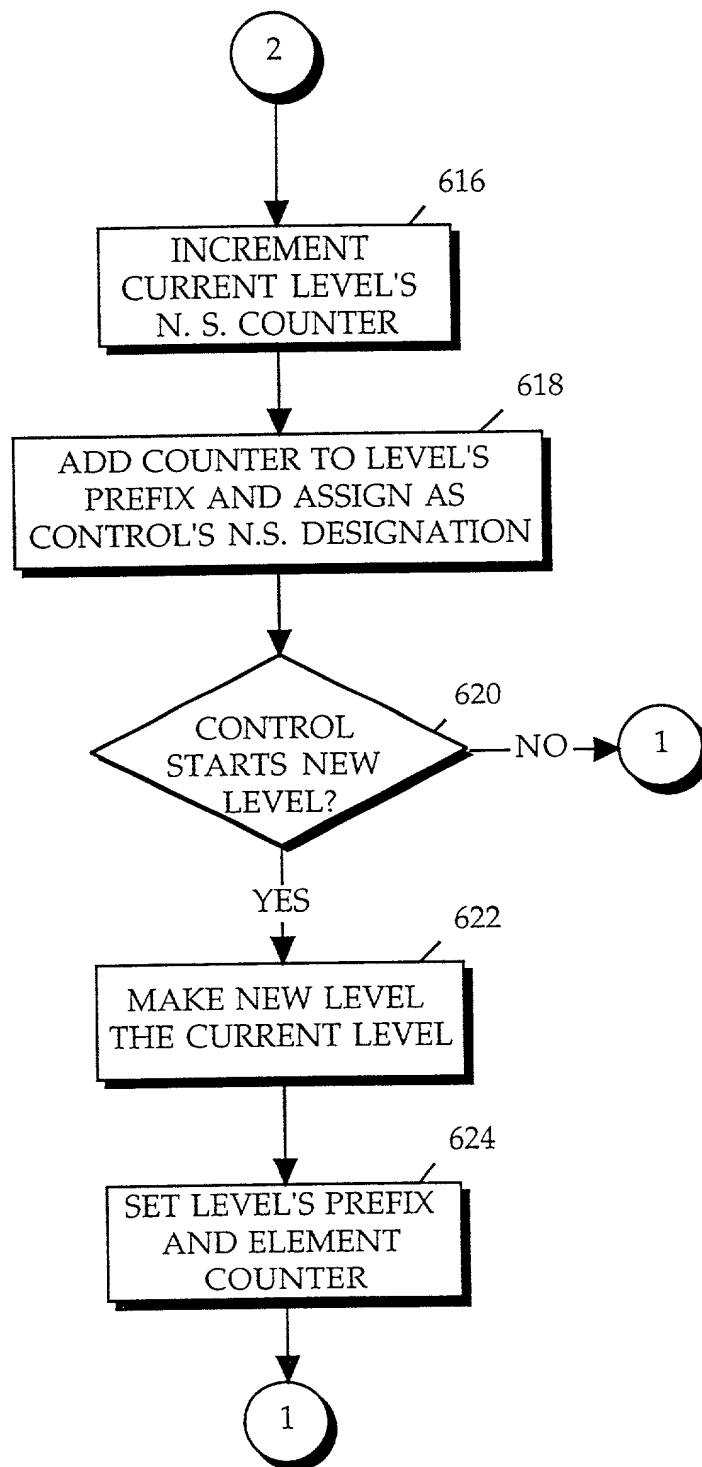 2
616
INCREMENT
CURRENT LEVEL'S
N. S. COUNTER
618
ADD COUNTER TO LEVEL'S
PREFIX AND ASSIGN AS
CONTROL'S N.S. DESIGNATION
620
CONTROL
STARTS NEW
LEVEL?
NO
1
YES
622
MAKE NEW LEVEL
THE CURRENT LEVEL
624
SET LEVEL'S PREFIX
AND ELEMENT
COUNTER
1